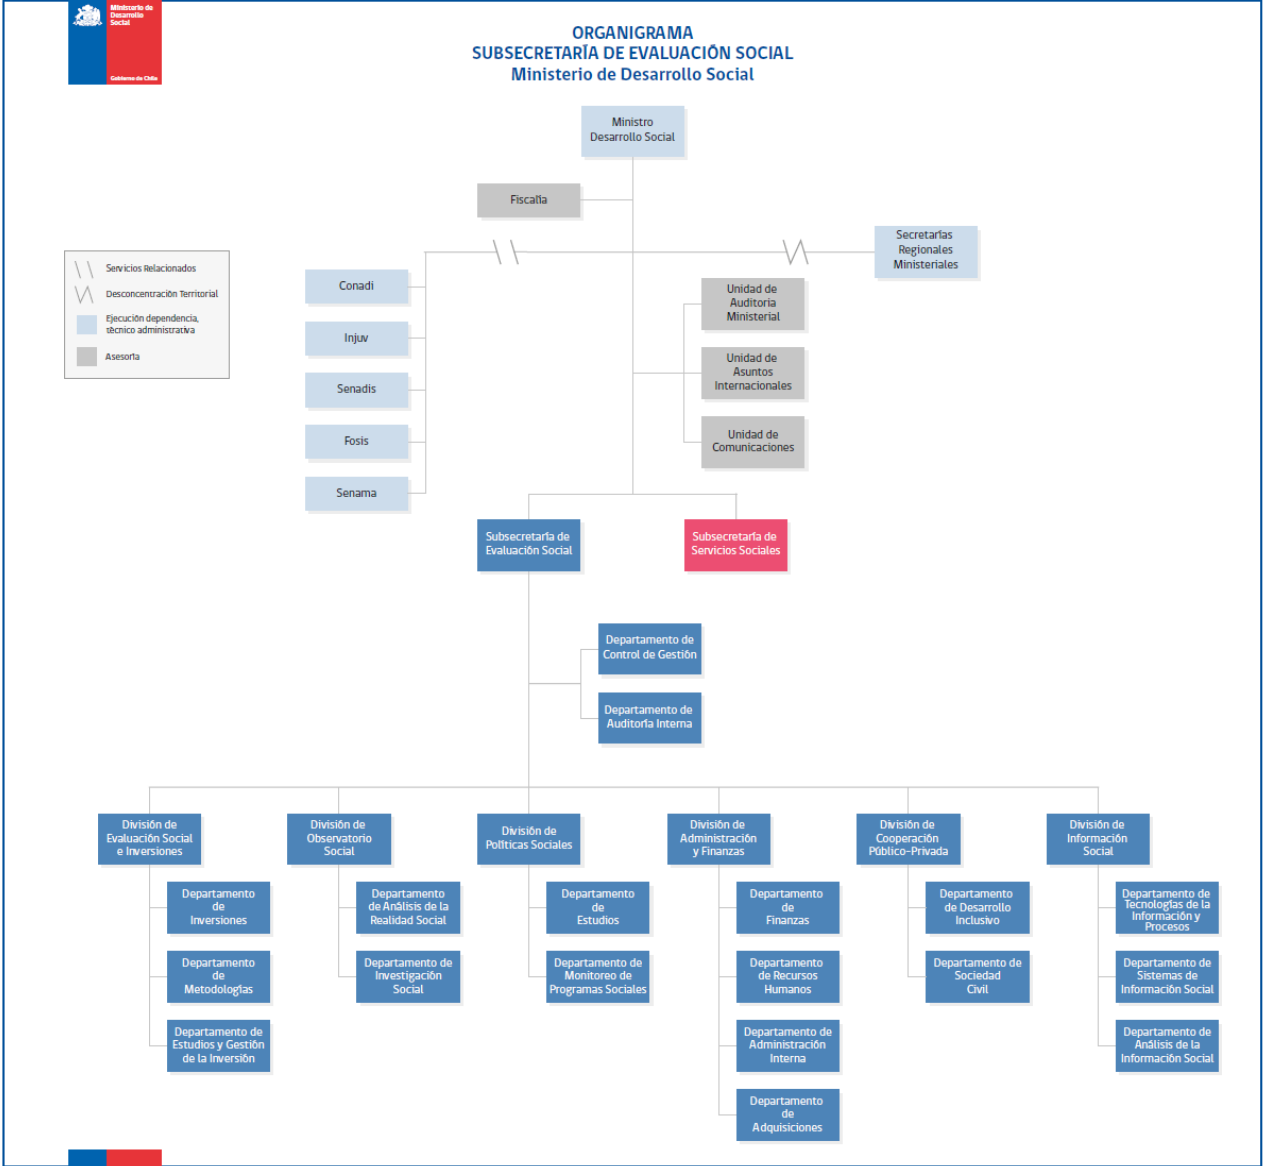 Ministerio de
Desarrollo
Social
Gobierno de Chile
ORGANIGRAMA
SUBSECRETARÍA DE EVALUACIÓN SOCIAL
Ministerio de Desarrollo Social
Ministro
Desarrollo Social
Fiscalía
Secretarías
Regionales
Ministeriales
Servicios Relacionados
Desconcentración Territorial
Ejecución dependencia,
técnico administrativa
Asesoría
Conadi
Injuv
Senadis
Fosis
Senama
Unidad de
Auditoria
Ministerial
Unidad de
Asuntos
Internacionales
Unidad de
Comunicaciones
Subsecretaría de
Evaluación Social
Subsecretaría de
Servicios Sociales
Departamento de
Control de Gestión
Departamento de
Auditoría Interna
División de
Evaluación Social
e Inversiones
División de
Observatorio
Social
División de
Políticas Sociales
División de
Administración
y Finanzas
División de
Cooperación
Público-Privada
División de
Información
Social
Departamento
de
Inversiones
Departamento
de
Metodologías
Departamento de
Estudios y Gestión
de la Inversión
Departamento
de Análisis de la
Realidad Social
Departamento de
Investigación
Social
Departamento
de
Estudios
Departamento de
Monitoreo de
Programas Sociales
Departamento
de
Finanzas
Departamento
de Recursos
Humanos
Departamento de
Administración
Interna
Departamento
de
Adquisiciones
Departamento
de Desarrollo
Inclusivo
Departamento de
Sociedad
Civil
Departamento de
Tecnologías de la
Información y
Procesos
Departamento de
Sistemas de
Información Social
Departamento de
Análisis de la
Información Social